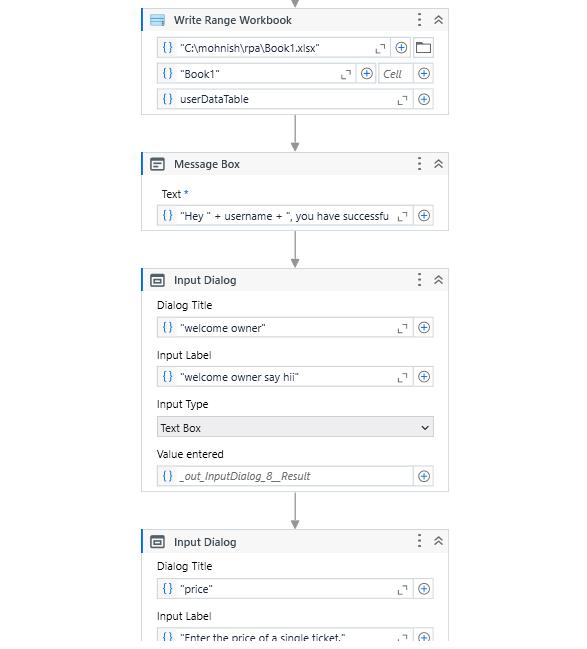 Write Range Workbook
{} "C:\mohnish\rpa\Book1.xlsx"
{} "Book1" Cell
{} userDataTable
Message Box
Text *
{} "Hey " + username + ", you have successfu
Input Dialog
Dialog Title
{} "welcome owner"
Input Label
{} "welcome owner say hii"
Input Type
Text Box
Value entered
{} _out_InputDialog_8__Result
Input Dialog
Dialog Title
{} "price"
Input Label
{} "Enter the price of a single ticket."